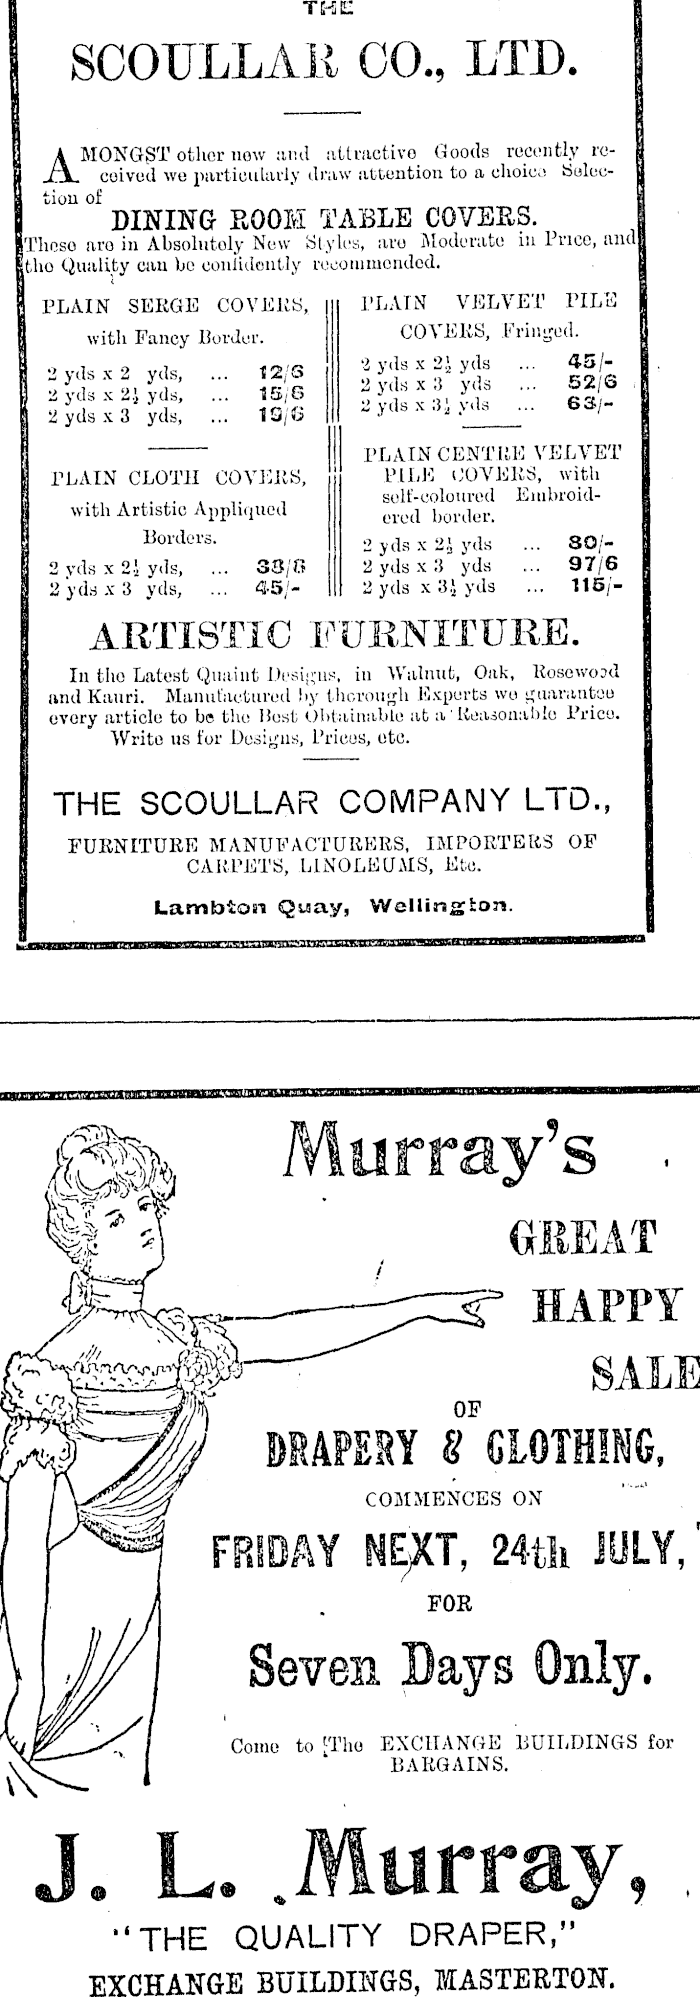 THE
SCOULLAR CO., LTD.
AMONGST other new and attractive Goods recently re-
ceived we particularly draw attention to a choice Selec-
tion of
DINING ROOM TABLE COVERS.
These are in Absolutely New Styles, are Moderate in Price, and
the Quality can be confidently recommended.
PLAIN SERGE COVERS,
with Fancy Border.
2 yds x 2 yds, ... 12/6
2 yds x 2½ yds, ... 15/6
2 yds x 3 yds, ... 19/6
PLAIN CLOTH COVERS,
with Artistic Appliqued
Borders.
2 yds x 2½ yds, ... 38/6
2 yds x 3 yds, ... 45/-
PLAIN VELVET PILE
COVERS, Fringed.
2 yds x 2½ yds ... 45/-
2 yds x 3 yds ... 52/6
2 yds x 3½ yds ... 63/-
PLAIN CENTRE VELVET
PILE COVERS, with
self-coloured Embroid-
ered border.
2 yds x 2½ yds ... 80/-
2 yds x 3 yds ... 97/6
2 yds x 3½ yds ... 115/-
ARTISTIC FURNITURE.
In the Latest Quaint Designs, in Walnut, Oak, Rosewood
and Kauri. Manufactured by thorough Experts we guarantee
every article to be the Best Obtainable at a Reasonable Price.
Write us for Designs, Prices, etc.
THE SCOULLAR COMPANY LTD.,
FURNITURE MANUFACTURERS, IMPORTERS OF
CARPETS, LINOLEUMS, Etc.
Lambton Quay, Wellington.
Murray's
GREAT
HAPPY
SALE
OF
DRAPERY & CLOTHING,
COMMENCES ON
FRIDAY NEXT, 24th JULY,
FOR
Seven Days Only.
Come to The EXCHANGE BUILDINGS for
BARGAINS.
J. L. Murray,
"THE QUALITY DRAPER,"
EXCHANGE BUILDINGS, MASTERTON.